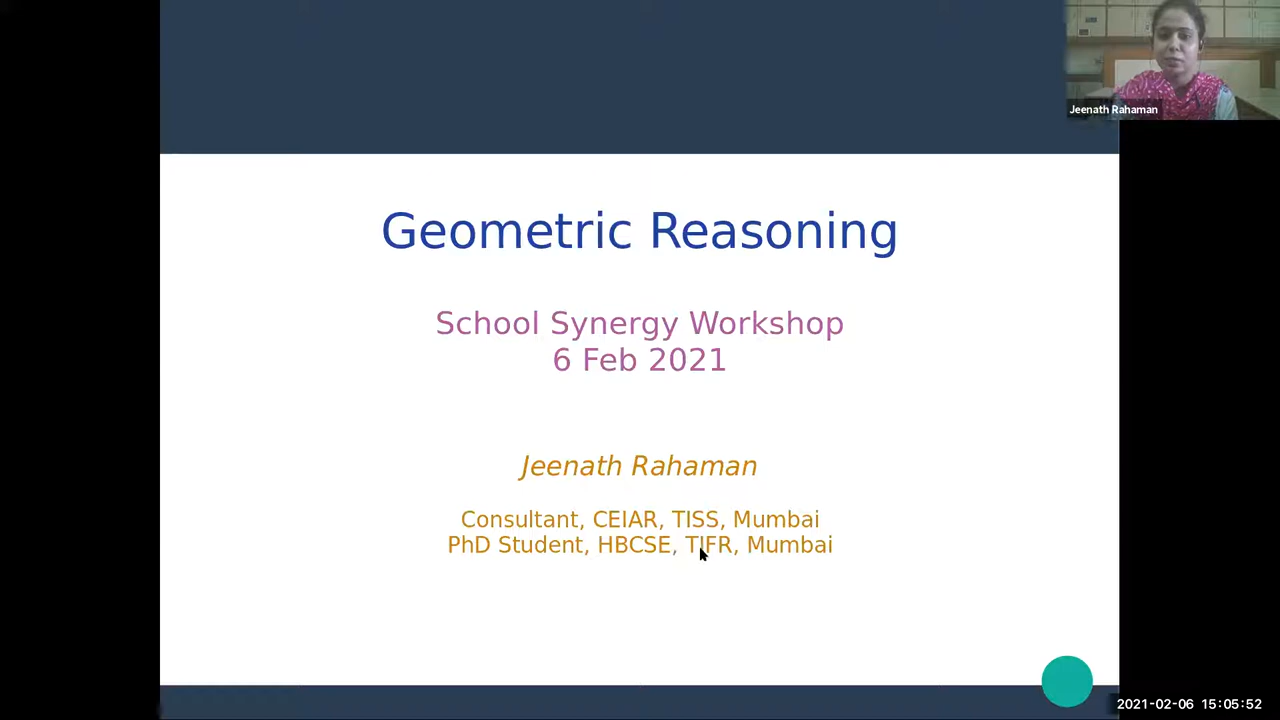 Jeenath Rahaman
Geometric Reasoning
School Synergy Workshop
6 Feb 2021
Jeenath Rahaman
Consultant, CEIAR, TISS, Mumbai
PhD Student, HBCSE, TIFR, Mumbai
2021-02-06 15:05:52